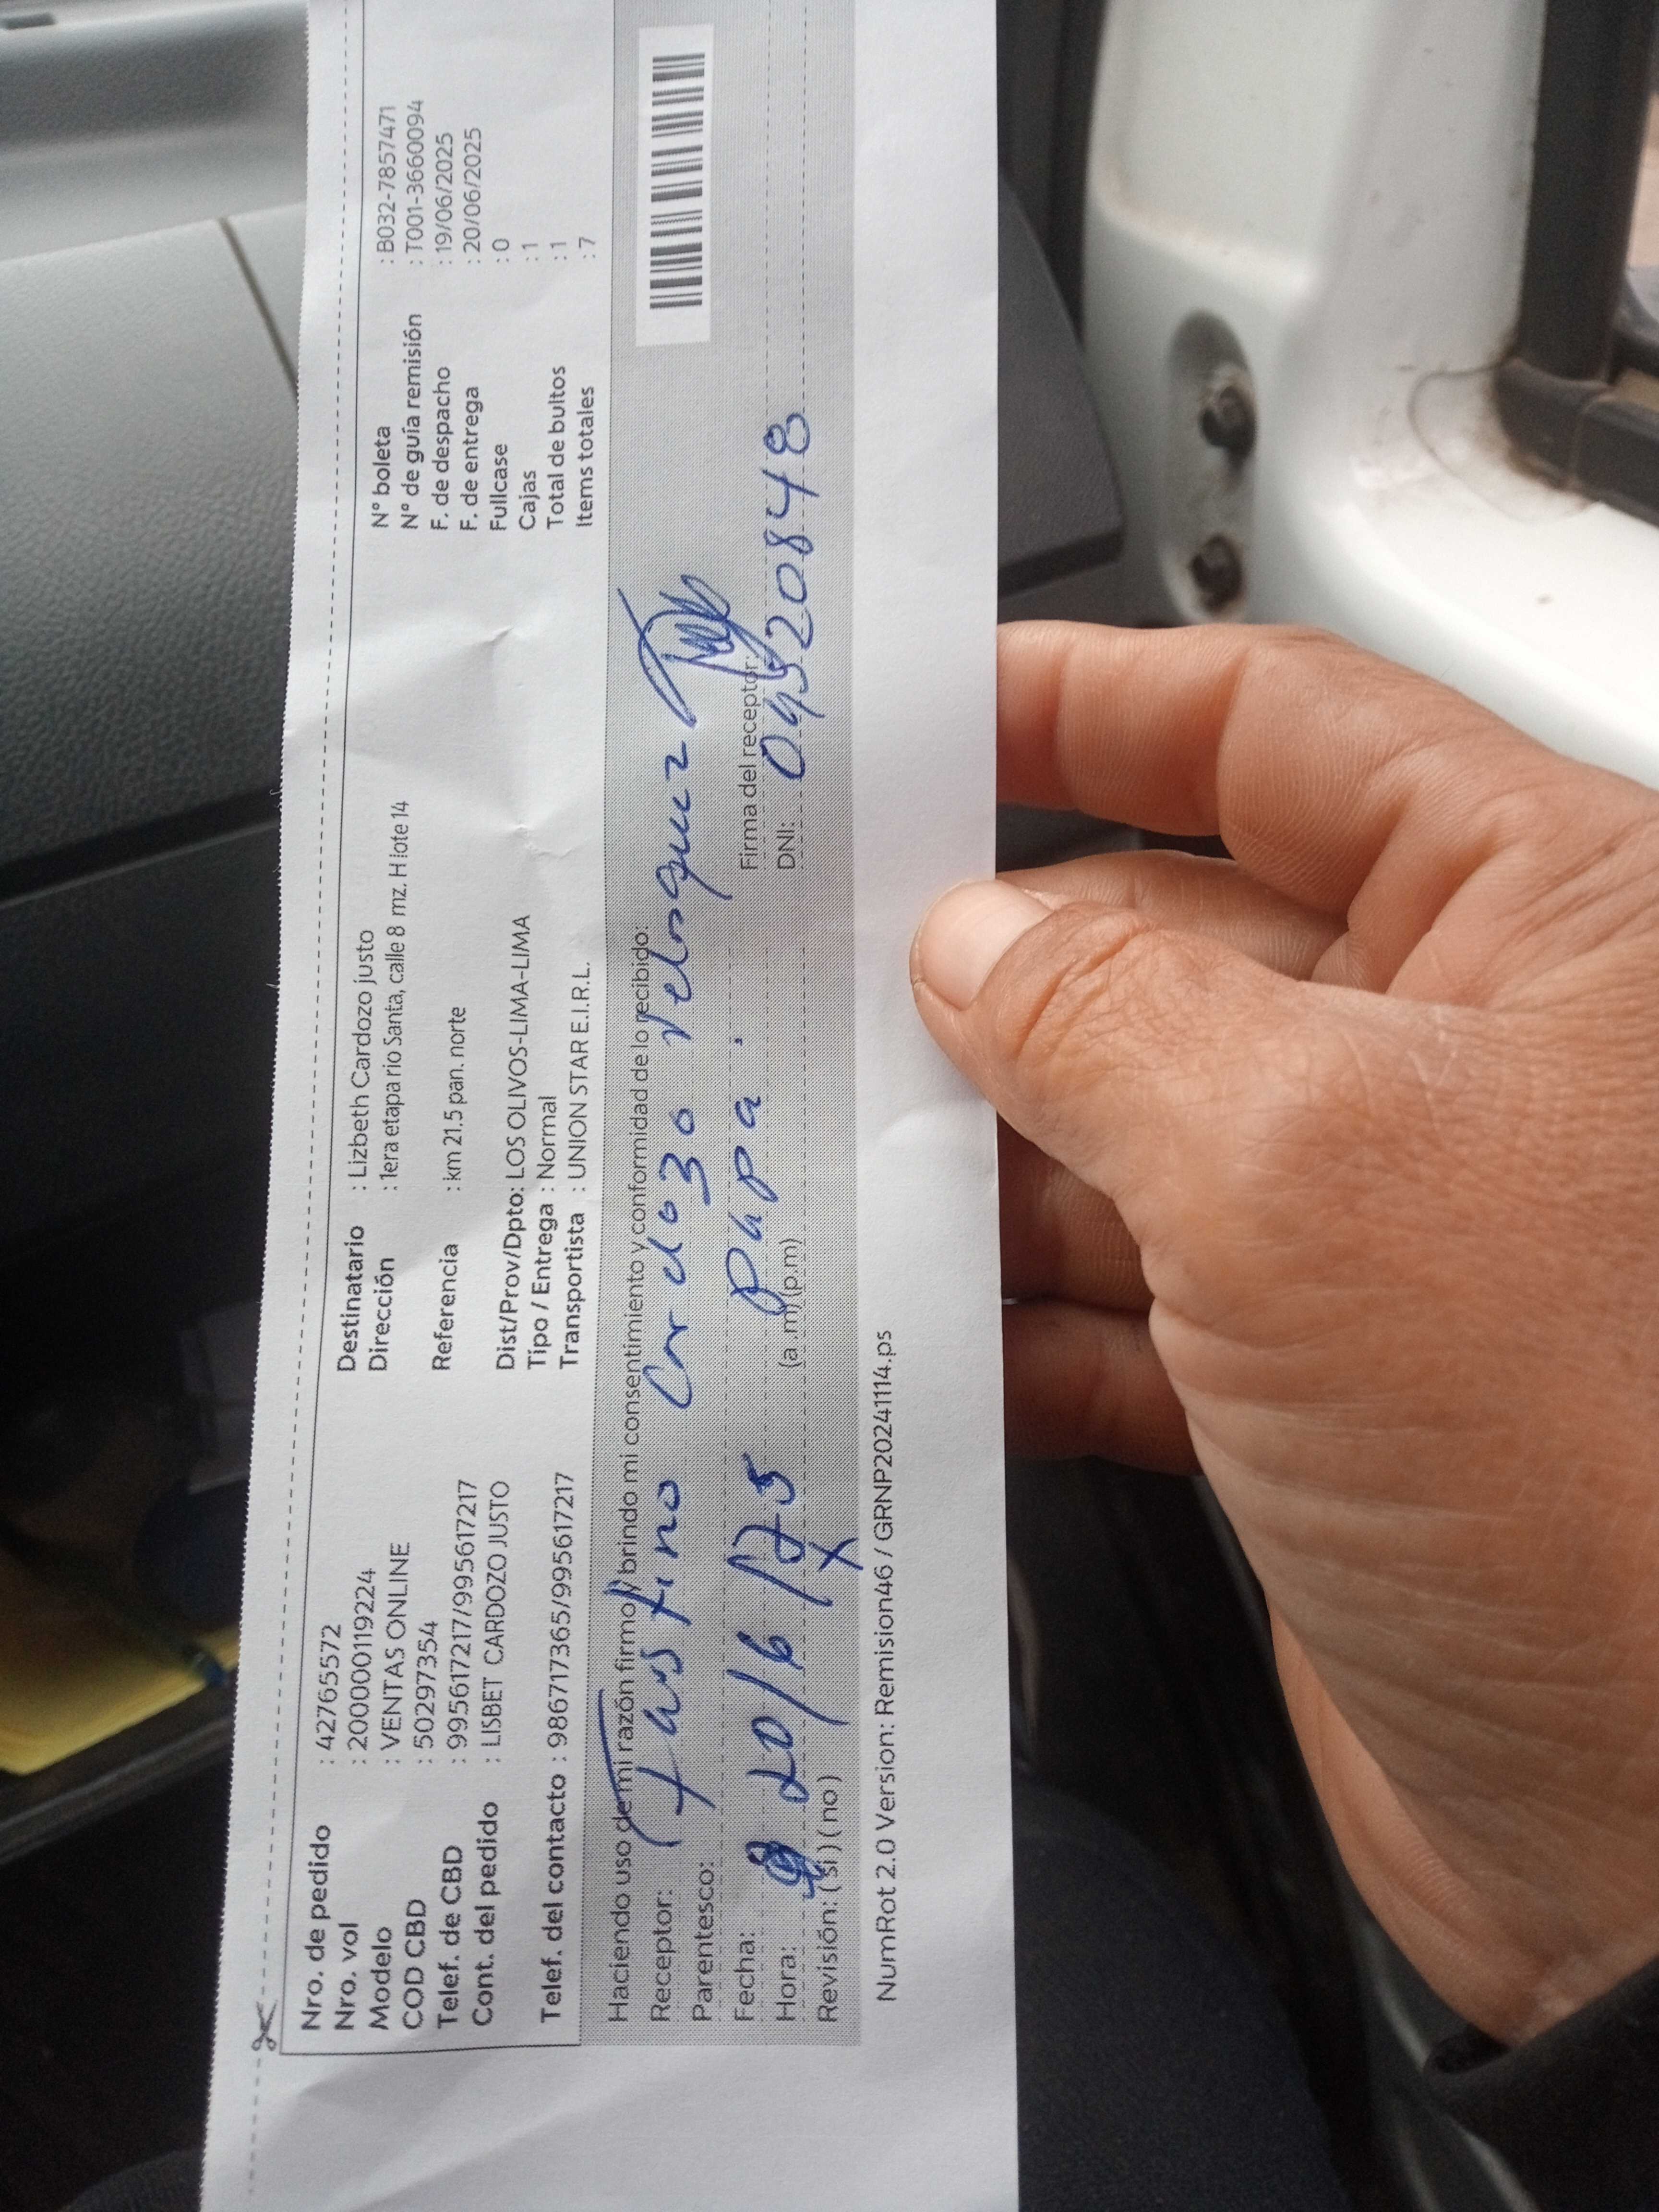 Nro. de pedido : 42765572
Nro. vol : 200000119224
Modelo : VENTAS ONLINE
COD CBD : 50297354
Telef. de CBD : 995617217/995617217
Cont. del pedido : LISBET CARDOZO JUSTO
Telef. del contacto : 986717365/995617217
Destinatario : Lizbeth Cardozo justo
Dirección : 1era etapa rio Santa, calle 8 mz. H lote 14
Referencia : km 21.5 pan. norte
Dist/Prov/Dpto: LOS OLIVOS-LIMA-LIMA
Tipo / Entrega : Normal
Transportista : UNION STAR E.I.R.L.
N° boleta : B032-7857471
N° de guía remisión : T001-3660094
F. de despacho : 19/06/2025
F. de entrega : 20/06/2025
Fullcase : 0
Cajas : 1
Total de bultos : 1
Items totales : 7
Haciendo uso de mi razón firmo y brindo mi consentimiento y conformidad de lo recibido:
Receptor: Faustino Cardozo Velasquez
Parentesco: papa.
Fecha: 20/6/25
Firma del receptor:
Hora: (a .m) (p.m)
DNI: 09520848
Revisión: ( si ) ( no ) X
NumRot 2.0 Version: Remision46 / GRNP20241114.ps